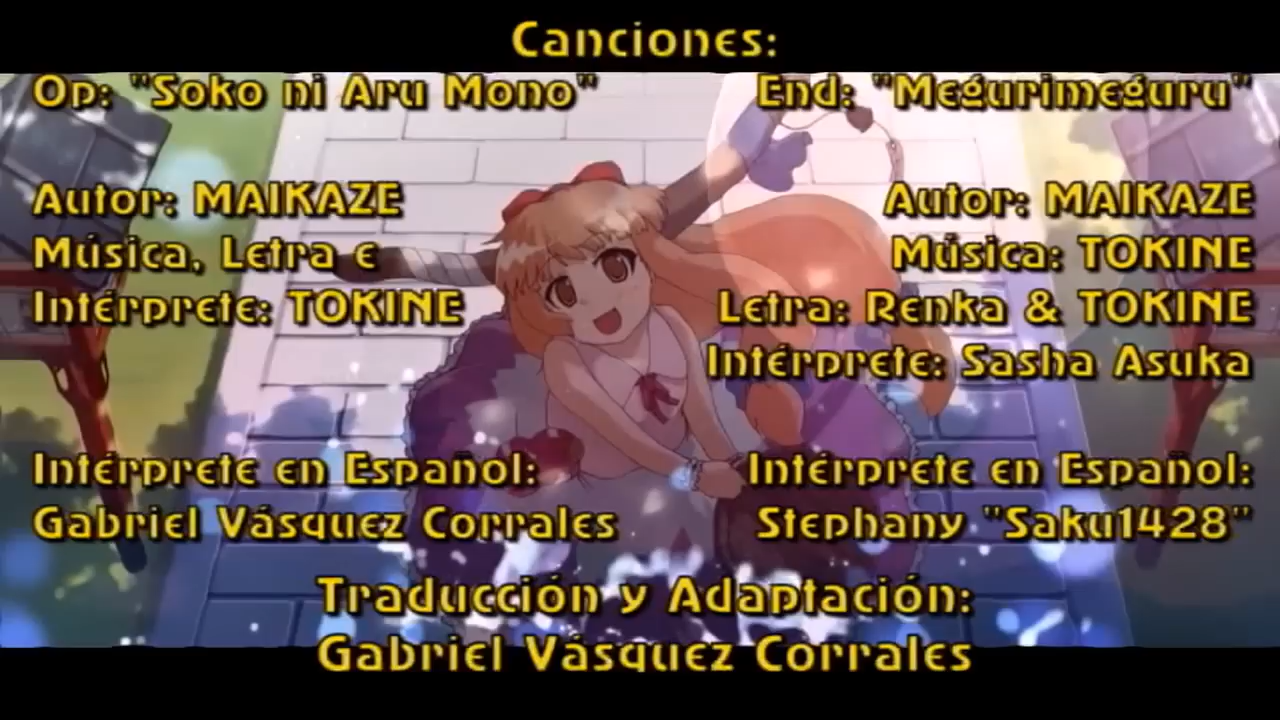 Canciones:
Op: "Soko ni Aru Mono"
End: "Megurimeguru"
Autor: MAIKAZE
Música, Letra e
Intérprete: TOKINE
Autor: MAIKAZE
Música: TOKINE
Letra: Renka & TOKINE
Intérprete: Sasha Asuka
Intérprete en Español:
Gabriel Vásquez Corrales
Intérprete en Español:
Stephany "Saku1428"
Traducción y Adaptación:
Gabriel Vásquez Corrales